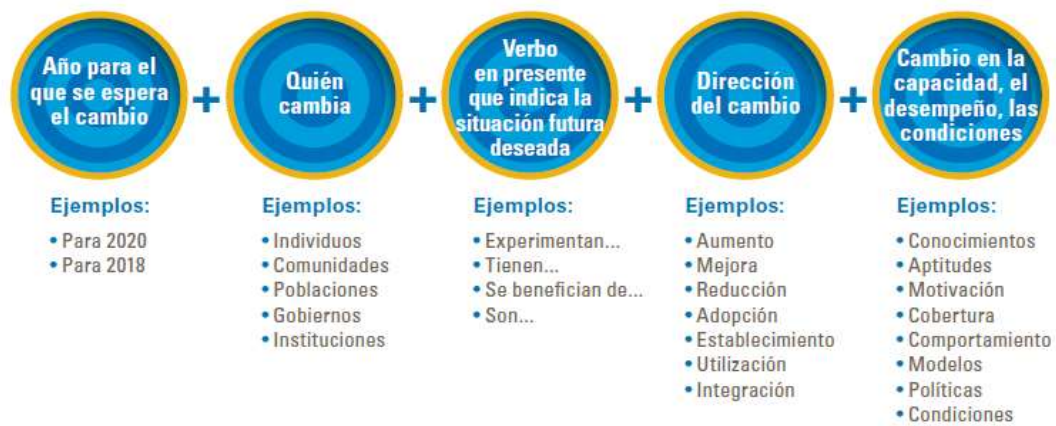 Año para el
que se espera
el cambio
+
Quién
cambia
+
Verbo
en presente
que indica la
situación futura
deseada
+
Dirección
del cambio
+
Cambio en la
capacidad, el
desempeño, las
condiciones
Ejemplos:
• Para 2020
• Para 2018
Ejemplos:
• Individuos
• Comunidades
• Poblaciones
• Gobiernos
• Instituciones
Ejemplos:
• Experimentan...
• Tienen...
• Se benefician de...
• Son...
Ejemplos:
• Aumento
• Mejora
• Reducción
• Adopción
• Establecimiento
• Utilización
• Integración
Ejemplos:
• Conocimientos
• Aptitudes
• Motivación
• Cobertura
• Comportamiento
• Modelos
• Políticas
• Condiciones